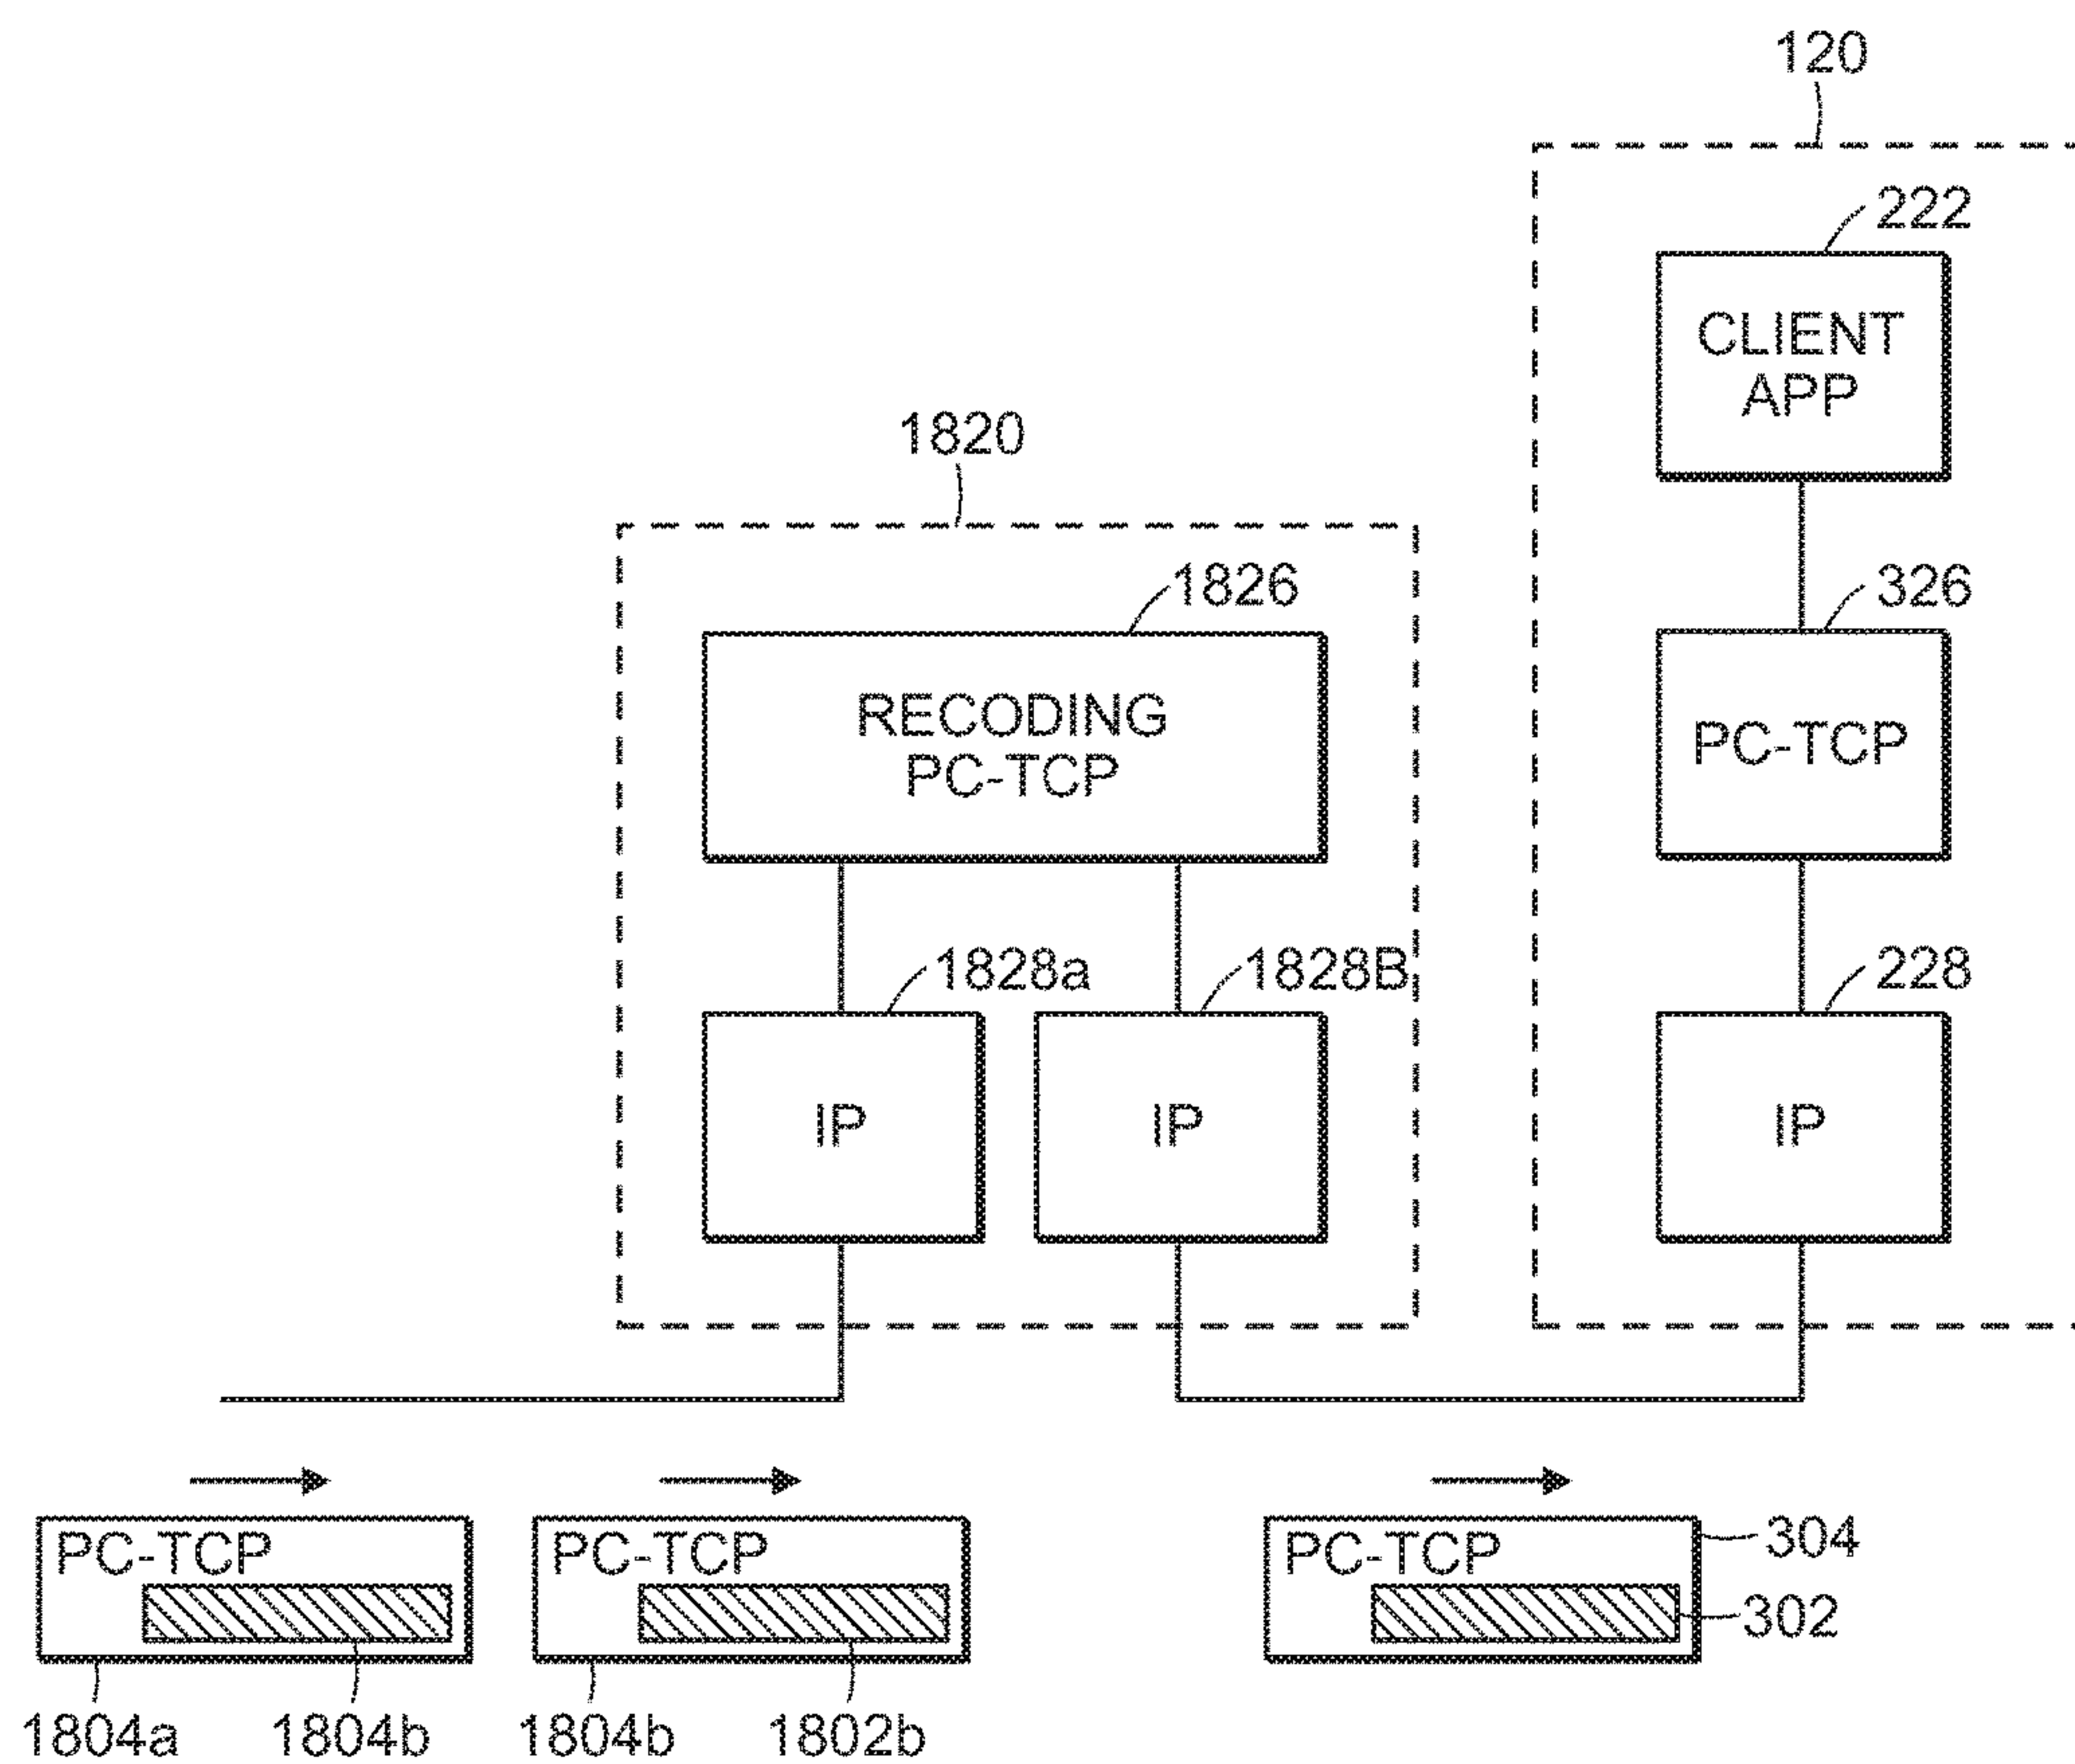 120
222
CLIENT
APP
1820
1826
326
RECODING
PC-TCP
PC-TCP
1828a
1828B
228
IP
IP
IP
PC-TCP
PC-TCP
PC-TCP
304
302
1804a
1804b
1804b
1802b